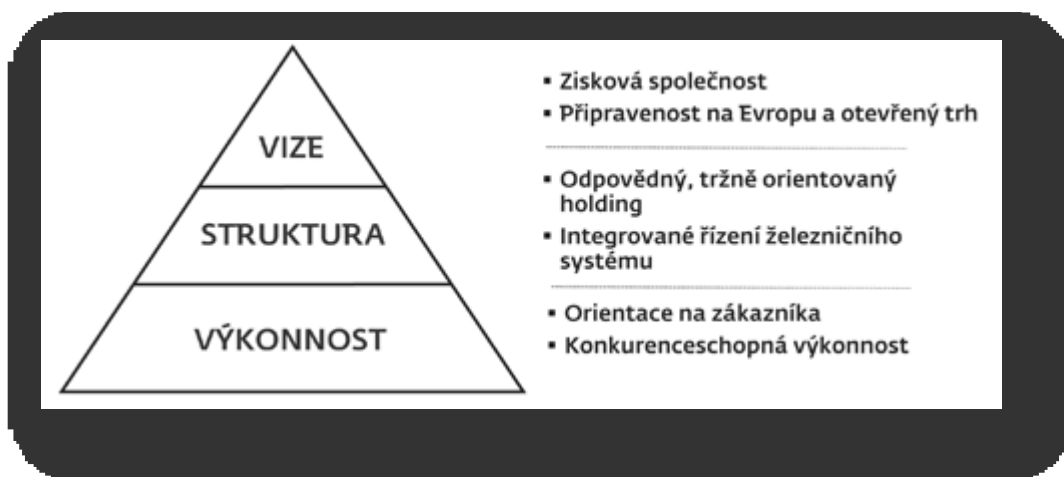 VIZE
▪ Zisková společnost
▪ Připravenost na Evropu a otevřený trh
STRUKTURA
▪ Odpovědný, tržně orientovaný
holding
▪ Integrované řízení železničního
systému
VÝKONNOST
▪ Orientace na zákazníka
▪ Konkurenceschopná výkonnost